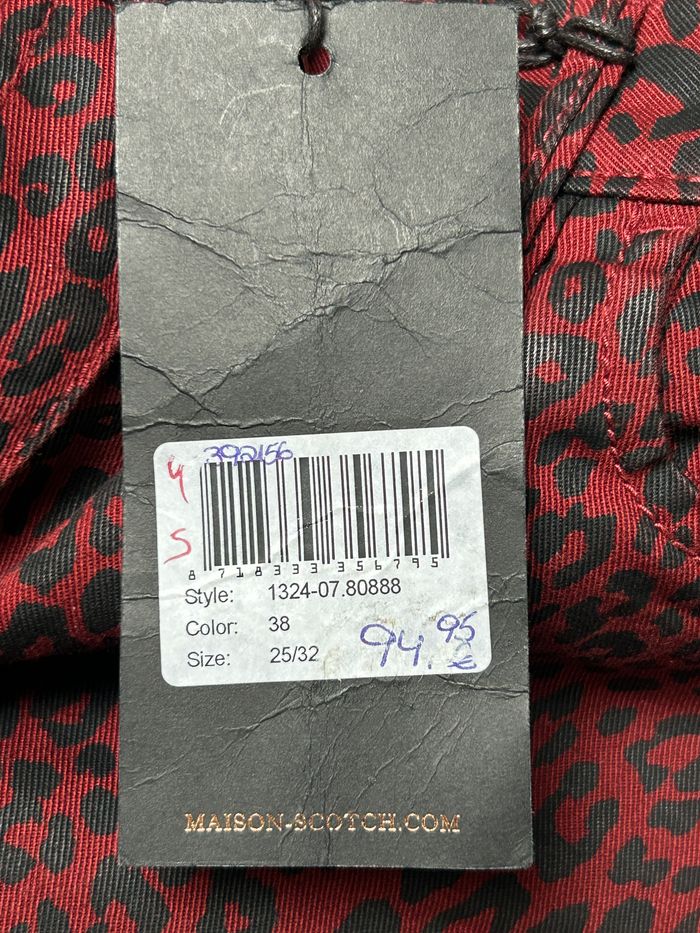 392156
4
S
8 718333 356795
Style: 1324-07.80888
Color: 38
Size: 25/32
94.95 €
MAISON-SCOTCH.COM